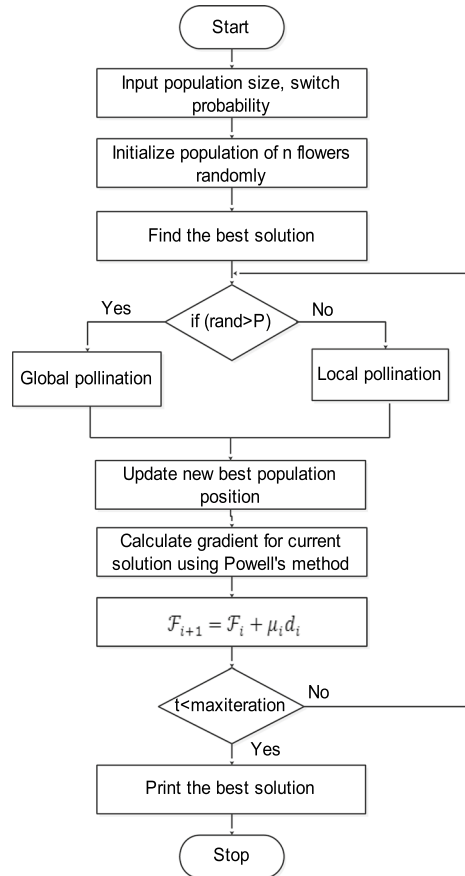 Start
Input population size, switch
probability
Initialize population of n flowers
randomly
Find the best solution
if (rand>P)
Yes
No
Global pollination
Local pollination
Update new best population
position
Calculate gradient for current
solution using Powell's method
ℱᵢ₊₁ = ℱᵢ + μᵢdᵢ
t<maxiteration
No
Yes
Print the best solution
Stop